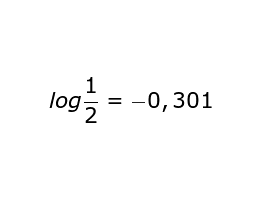 log 1/2 = −0,301